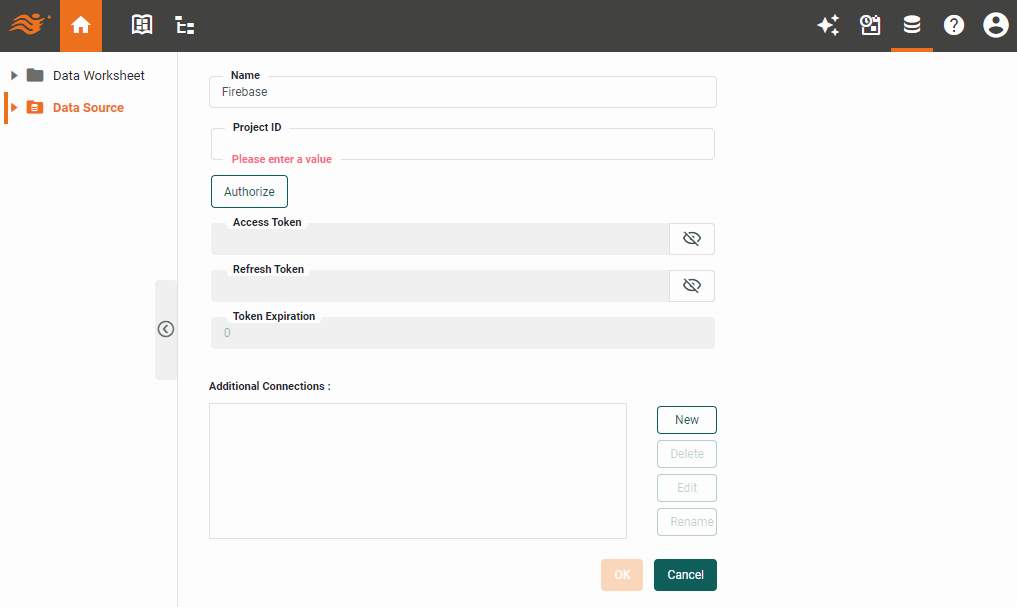 Data Worksheet
Data Source
Name
Firebase
Project ID
Please enter a value
Authorize
Access Token
Refresh Token
Token Expiration
0
Additional Connections :
New
Delete
Edit
Rename
OK
Cancel